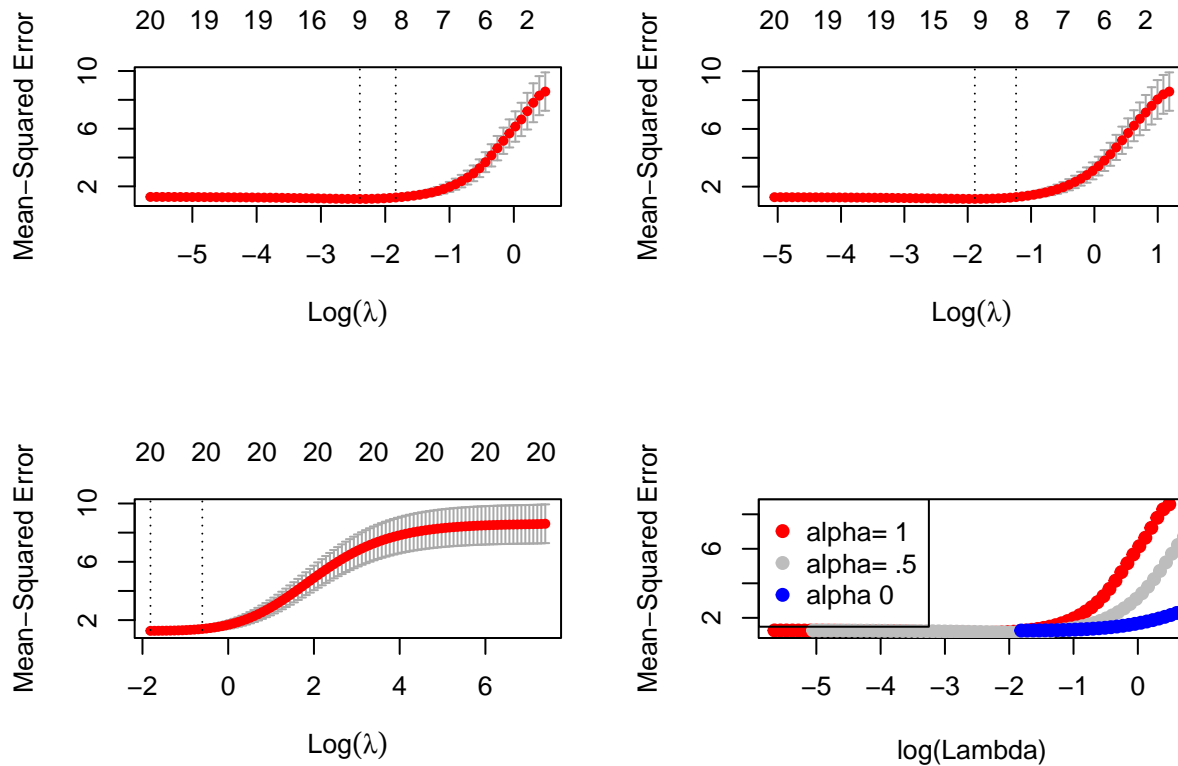 20 19 19 16 9 8 7 6 2
Mean−Squared Error
2 6 10
−5 −4 −3 −2 −1 0
Log(λ)
20 19 19 15 9 8 7 6 2
Mean−Squared Error
2 6 10
−5 −4 −3 −2 −1 0 1
Log(λ)
20 20 20 20 20 20 20 20
Mean−Squared Error
2 6 10
−2 0 2 4 6
Log(λ)
Mean−Squared Error
2 6
alpha= 1
alpha= .5
alpha 0
−5 −4 −3 −2 −1 0
log(Lambda)